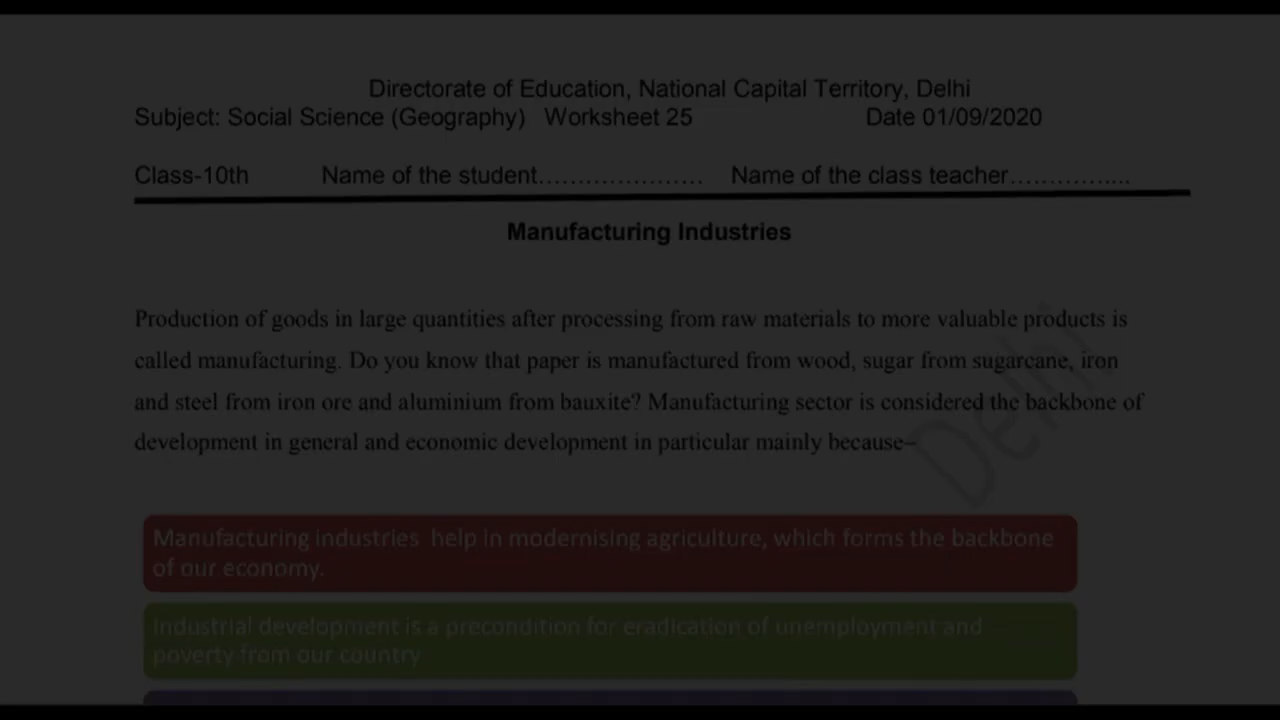 Directorate of Education, National Capital Territory, Delhi
Subject: Social Science (Geography) Worksheet 25 Date 01/09/2020
Class-10th Name of the student………………… Name of the class teacher…………....
Manufacturing Industries
Production of goods in large quantities after processing from raw materials to more valuable products is
called manufacturing. Do you know that paper is manufactured from wood, sugar from sugarcane, iron
and steel from iron ore and aluminium from bauxite? Manufacturing sector is considered the backbone of
development in general and economic development in particular mainly because–
Delhi
Manufacturing industries help in modernising agriculture, which forms the backbone
of our economy.
Industrial development is a precondition for eradication of unemployment and
poverty from our country